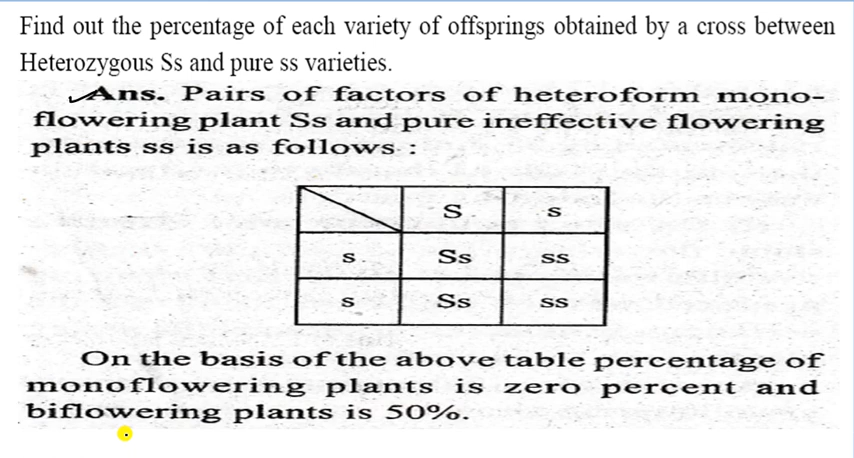 Find out the percentage of each variety of offsprings obtained by a cross between
Heterozygous Ss and pure ss varieties.
Ans. Pairs of factors of heteroform mono-
flowering plant Ss and pure ineffective flowering
plants ss is as follows :
S s
s Ss ss
s Ss ss
On the basis of the above table percentage of
monoflowering plants is zero percent and
biflowering plants is 50%.